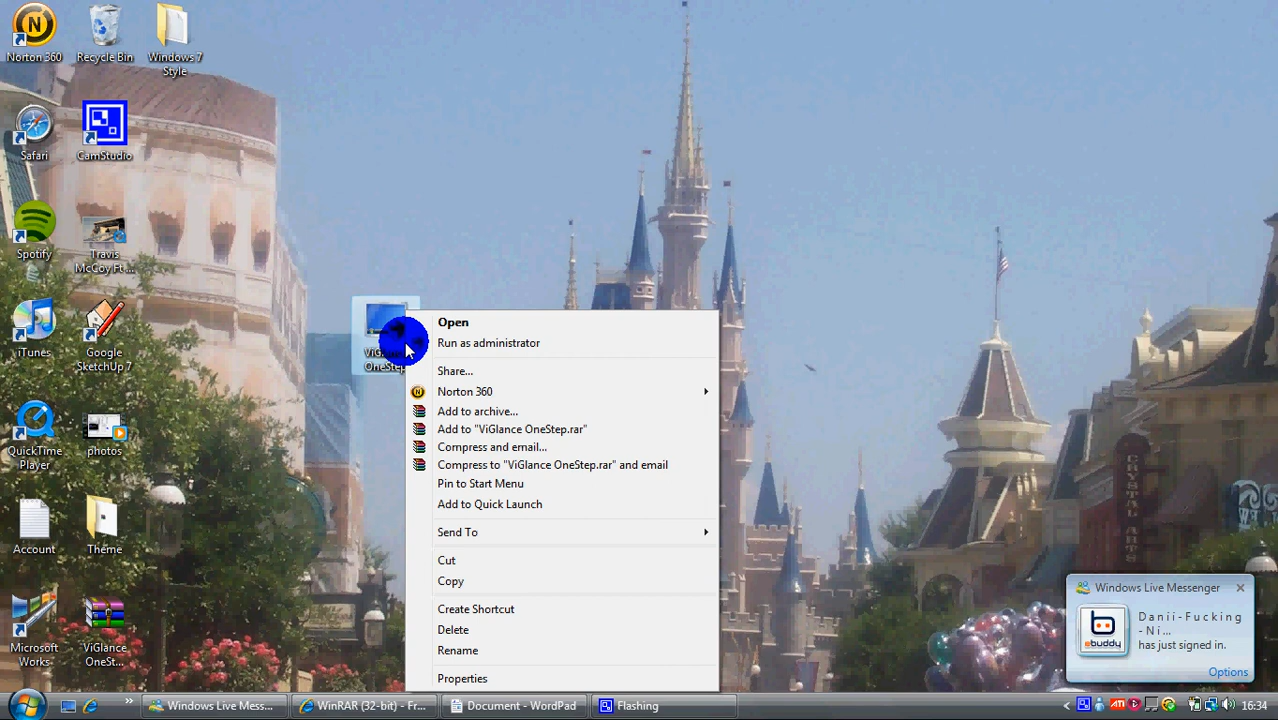 Norton 360
Recycle Bin
Windows 7
Style
Safari
CamStudio
Spotify
Travis
McCoy Ft ...
iTunes
Google
SketchUp 7
QuickTime
Player
photos
Account
Theme
Microsoft
Works
ViGlance
OneSt...
OneStep
Open
Run as administrator
Share...
Norton 360
Add to archive...
Add to "ViGlance OneStep.rar"
Compress and email...
Compress to "ViGlance OneStep.rar" and email
Pin to Start Menu
Add to Quick Launch
Send To
Cut
Copy
Create Shortcut
Delete
Rename
Properties
CRYSTAL ARTS
Windows Live Messenger
ebuddy
Danii-Fucking
-Ni...
has just signed in.
Options
Windows Live Mess...
WinRAR (32-bit) - Fr...
Document - WordPad
Flashing
ATI
16:34